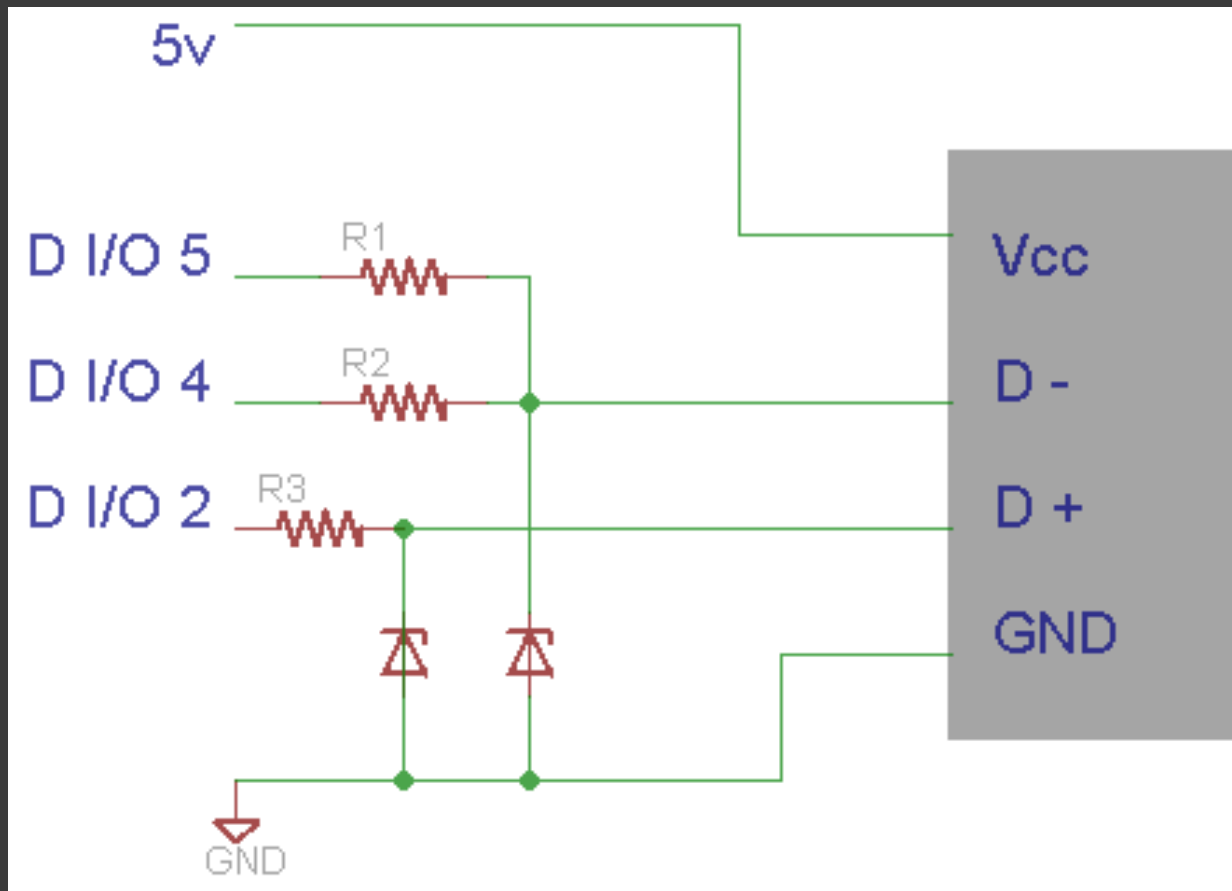 5v
D I/O 5
R1
Vcc
D I/O 4
R2
D -
D I/O 2
R3
D +
GND
GND